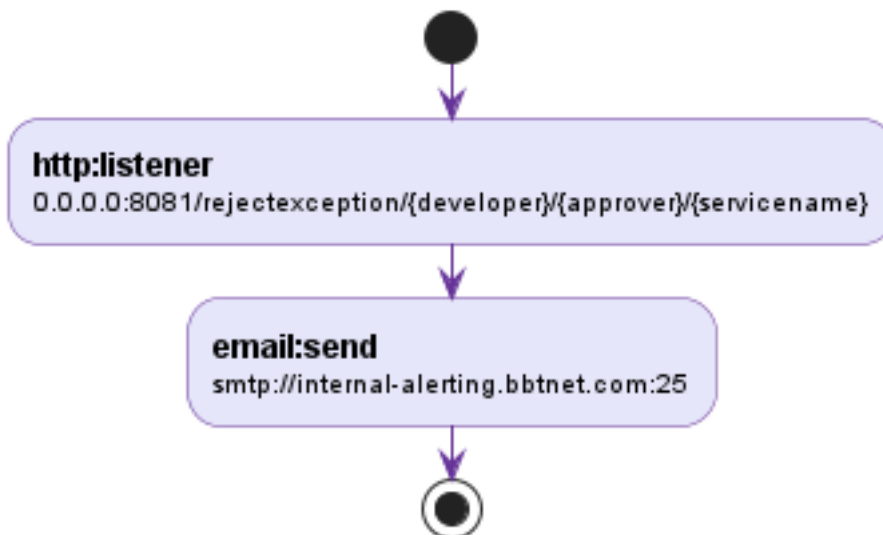 http:listener
0.0.0.0:8081/rejectexception/{developer}/{approver}/{servicename}
email:send
smtp://internal-alerting.bbtnet.com:25